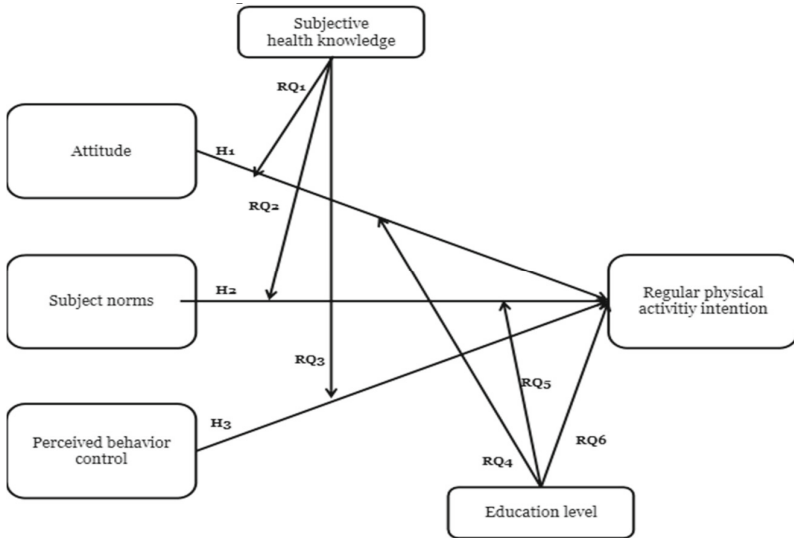 Subjective
health knowledge
RQ1
Attitude
H1
RQ2
Subject norms
H2
Regular physical
activitiy intention
RQ3
RQ5
Perceived behavior
control
H3
RQ6
RQ4
Education level